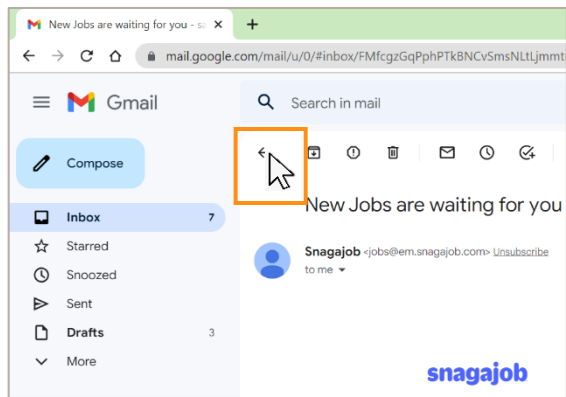 New Jobs are waiting for you - sa
mail.google.com/mail/u/0/#inbox/FMfcgzGqPphPTkBNCvSmsNLtLjmmt
Gmail
Search in mail
Compose
Inbox 7
Starred
Snoozed
Sent
Drafts 3
More
New Jobs are waiting for you
Snagajob <jobs@em.snagajob.com> Unsubscribe
to me
snagajob